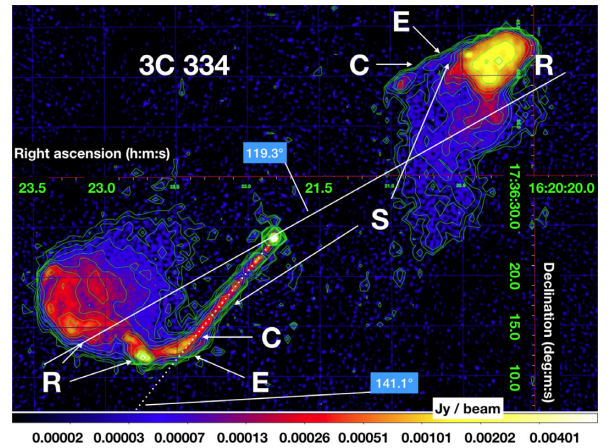 E
C
R
3C 334
Right ascension (h:m:s)
119.3°
23.5
23.0
21.5
16:20:20.0
17:36:30.0
S
20.0
Declination (deg:m:s)
15.0
C
R
E
10.0
141.1°
Jy / beam
0.00002 0.00003 0.00007 0.00013 0.00026 0.00051 0.00101 0.00202 0.00401